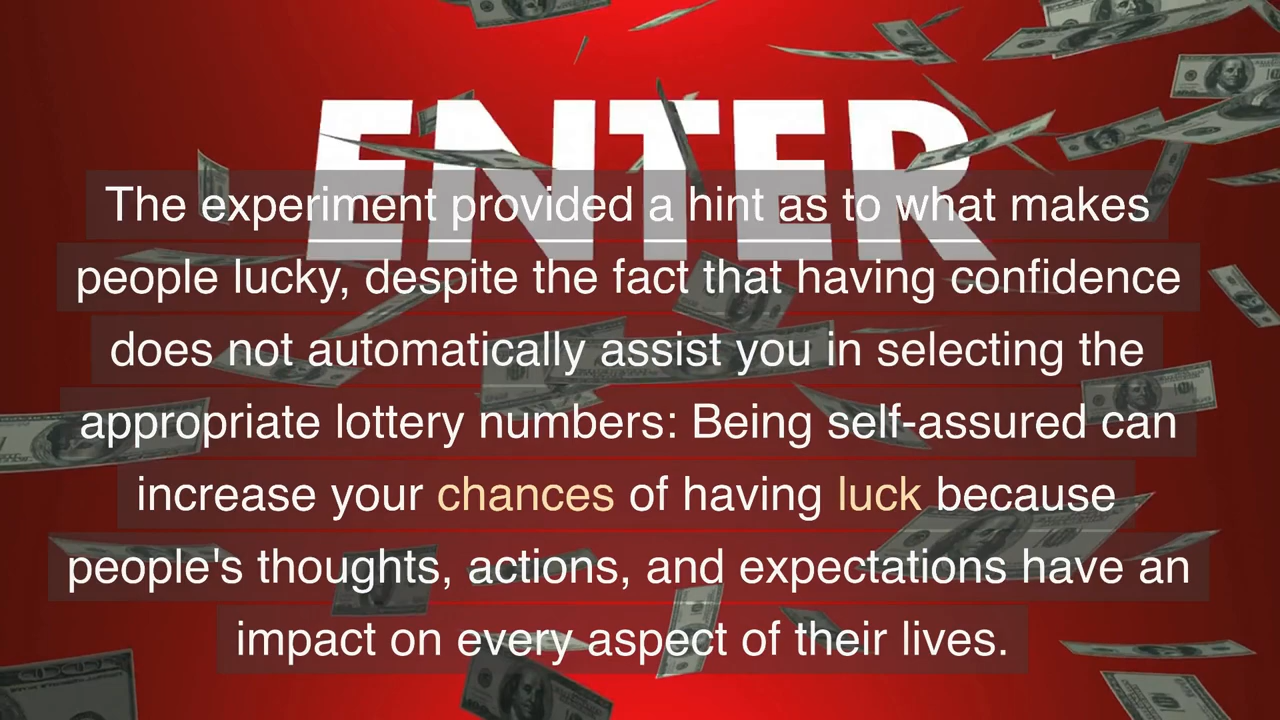 ENTER
The experiment provided a hint as to what makes
people lucky, despite the fact that having confidence
does not automatically assist you in selecting the
appropriate lottery numbers: Being self-assured can
increase your chances of having luck because
people's thoughts, actions, and expectations have an
impact on every aspect of their lives.